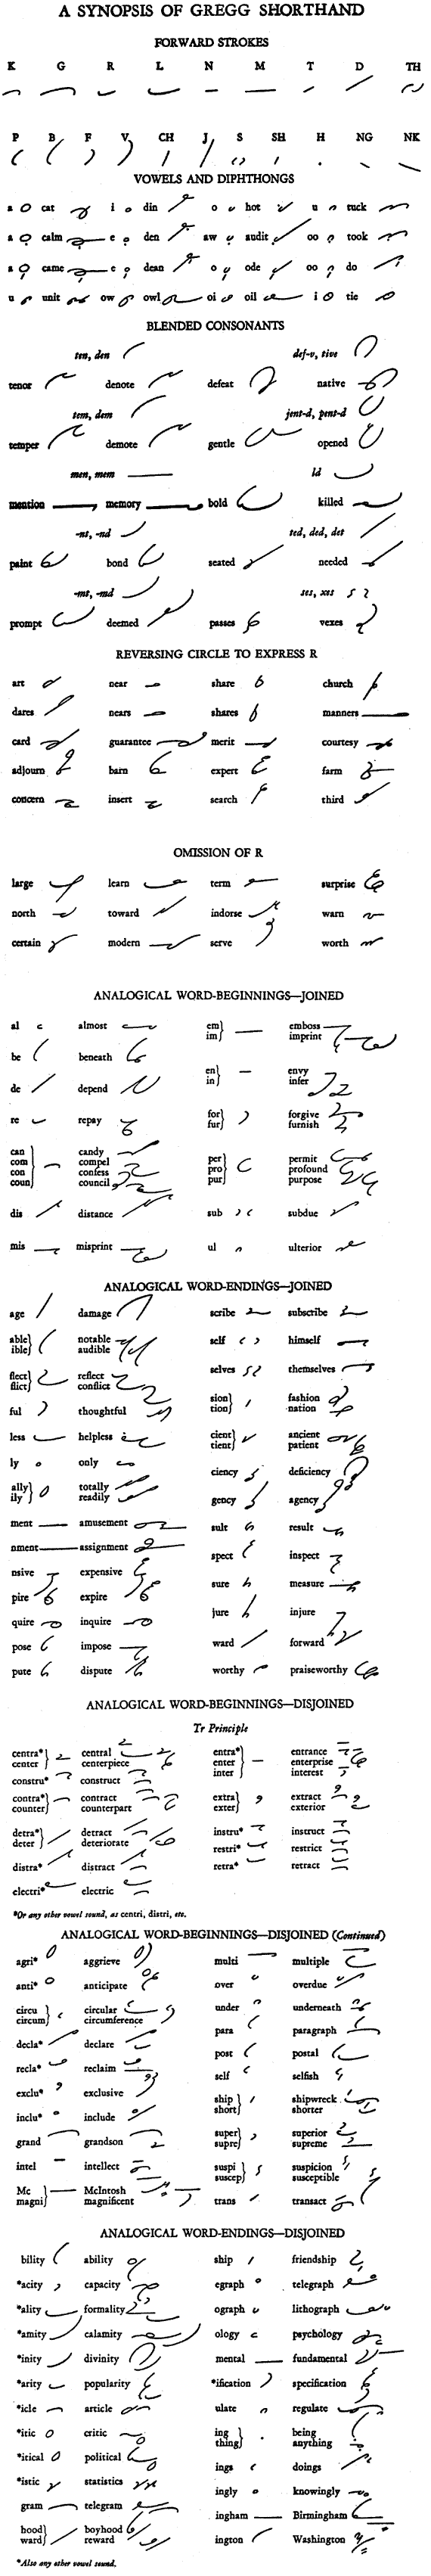 A SYNOPSIS OF GREGG SHORTHAND
FORWARD STROKES
K G R L N M T D TH
P B F V CH J S SH H NG NK
VOWELS AND DIPHTHONGS
a cat i din o hot u tuck
a calm e den aw audit oo took
a came e dean o ode oo do
u unit ow owl oi oil i tie
BLENDED CONSONANTS
ten, den def-v, tive
tenor denote defeat native
tem, dem jent-d, pent-d
temper demote gentle opened
men, mem ld
mention memory bold killed
-nt, -nd ted, ded, det
paint bond seated needed
-mt, -md ses, xes
prompt deemed passes vexes
REVERSING CIRCLE TO EXPRESS R
art near share church
dares nears shares manners
card guarantee merit courtesy
adjourn barn expert farm
concern insert search third
OMISSION OF R
large learn term surprise
north toward indorse warn
certain modern serve worth
ANALOGICAL WORD-BEGINNINGS—JOINED
al almost em} im emboss imprint
be beneath en} in envy infer
de depend
re repay for} fur forgive furnish
can com con coun} candy compel confess council per pro pur} permit profound purpose
dis distance sub subdue
mis misprint ul ulterior
ANALOGICAL WORD-ENDINGS—JOINED
age damage scribe subscribe
able} ible} notable audible self himself
flect} flict} reflect conflict selves themselves
ful thoughtful sion} tion} fashion nation
less helpless cient} tient} ancient patient
ly only ciency deficiency
ally} ily} totally readily gency agency
ment amusement sult result
nment assignment spect inspect
nsive expensive sure measure
pire expire jure injure
quire inquire ward forward
pose impose worthy praiseworthy
pute dispute
ANALOGICAL WORD-BEGINNINGS—DISJOINED
Tr Principle
centra*} center} central centerpiece entra*} enter inter} entrance enterprise interest
constru* construct
contra*} counter} contract counterpart extra} exter} extract exterior
detra*} deter} detract deteriorate instru* instruct
distra* distract restri* restrict
electri* electric retra* retract
*Or any other vowel sound, as centri, distri, etc.
ANALOGICAL WORD-BEGINNINGS—DISJOINED (Continued)
agri* aggrieve multi multiple
anti* anticipate over overdue
circu circum} circular circumference under underneath
decla* declare para paragraph
recla* reclaim post postal
exclu* exclusive self selfish
inclu* include ship} short} shipwreck shorter
grand grandson super} supre} superior supreme
intel intellect suspi} suscep} suspicion susceptible
Mc magni} McIntosh magnificent trans transact
ANALOGICAL WORD-ENDINGS—DISJOINED
bility ability ship friendship
*acity capacity egraph telegraph
*ality formality ograph lithograph
*amity calamity ology psychology
*inity divinity mental fundamental
*arity popularity *ification specification
*icle article ulate regulate
*itic critic ing thing} being anything
*itical political ings doings
*istic statistics ingly knowingly
gram telegram ingham Birmingham
hood ward} boyhood reward ington Washington
*Also any other vowel sound.